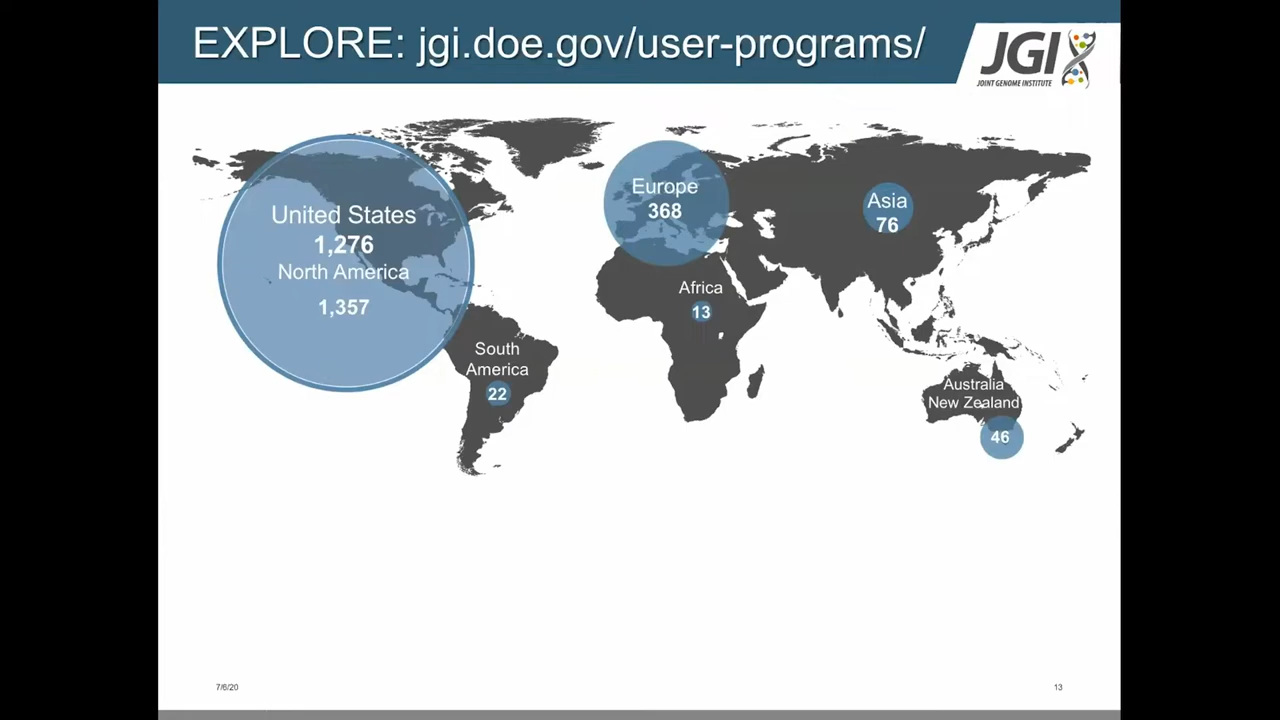 EXPLORE: jgi.doe.gov/user-programs/
JGI
JOINT GENOME INSTITUTE
United States
1,276
North America
1,357
Europe
368
Asia
76
Africa
13
South
America
22
Australia
New Zealand
46
7/6/20
13